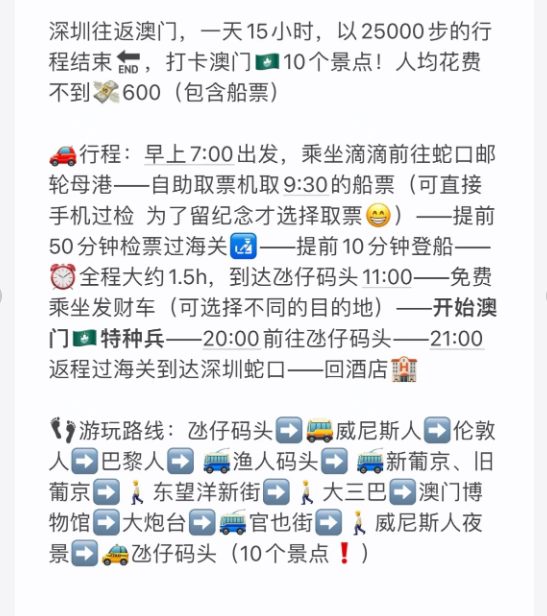 深圳往返澳门，一天15小时，以25000步的行
程结束🔚，打卡澳门🇲🇴10个景点！人均花费
不到💸600（包含船票）
🚗行程：早上7:00出发，乘坐滴滴前往蛇口邮
轮母港——自助取票机取9:30的船票（可直接
手机过检 为了留纪念才选择取票😁）——提前
50分钟检票过海关🛃——提前10分钟登船——
⏰全程大约1.5h，到达氹仔码头11:00——免费
乘坐发财车（可选择不同的目的地）——开始澳
门🇲🇴特种兵——20:00前往氹仔码头——21:00
返程过海关到达深圳蛇口——回酒店🏨
👣游玩路线：氹仔码头➡️🚐威尼斯人➡️伦敦
人➡️巴黎人➡️🚎渔人码头➡️🚎新葡京、旧
葡京➡️🚶东望洋新街➡️🚶大三巴➡️澳门博
物馆➡️大炮台➡️🚎官也街➡️🚶威尼斯人夜
景➡️🚕氹仔码头（10个景点❗）